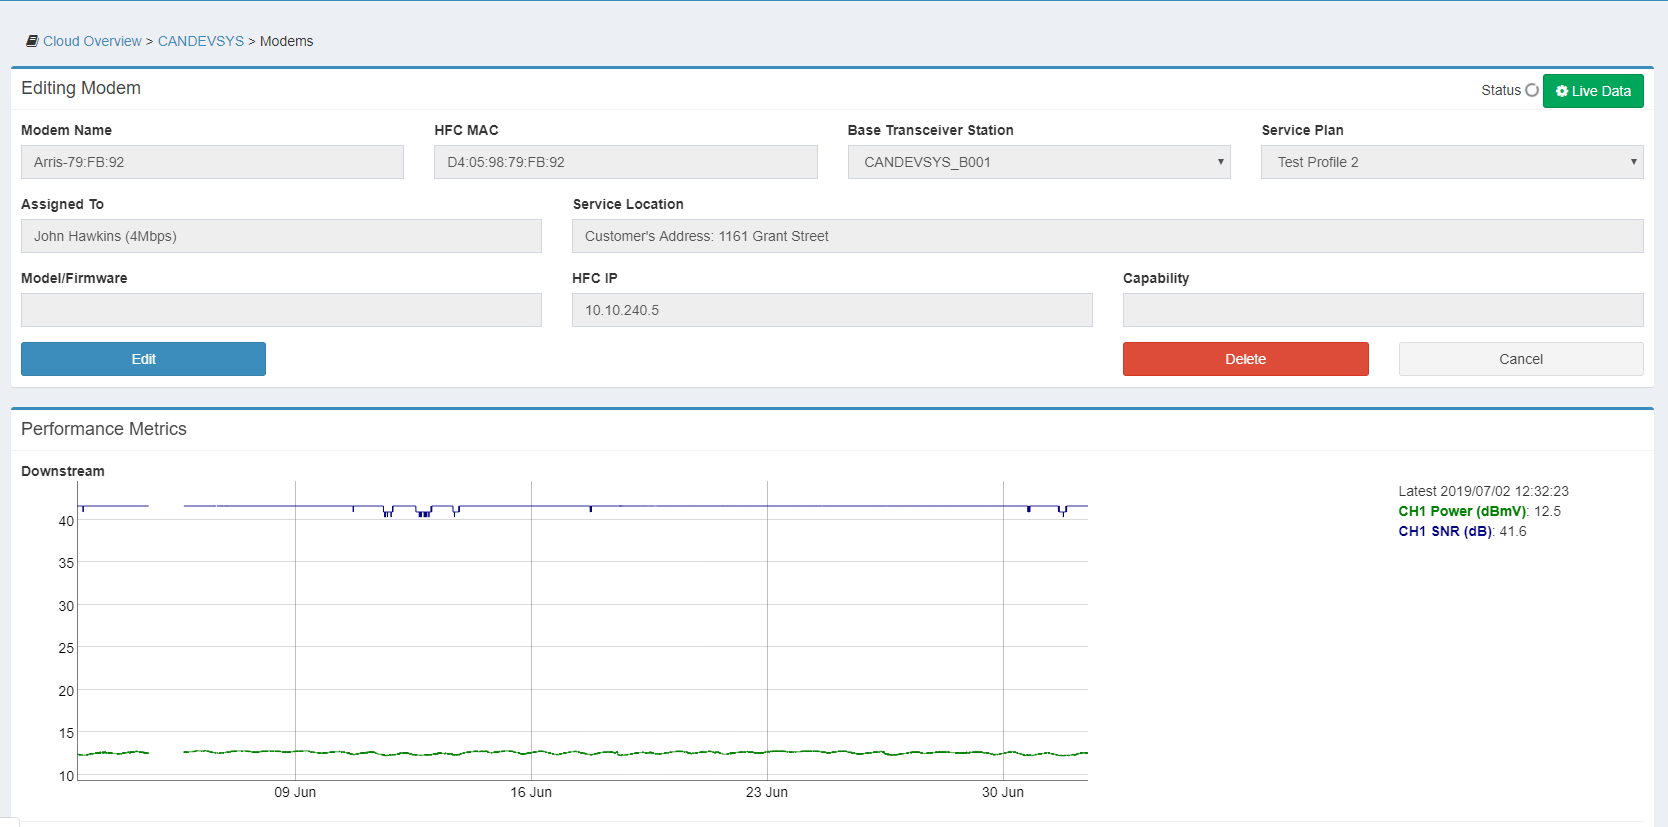 Cloud Overview > CANDEVSYS > Modems
Editing Modem
Status Live Data
Modem Name HFC MAC Base Transceiver Station Service Plan
Arris-79:FB:92 D4:05:98:79:FB:92 CANDEVSYS_B001 Test Profile 2
Assigned To Service Location
John Hawkins (4Mbps) Customer's Address: 1161 Grant Street
Model/Firmware HFC IP Capability
10.10.240.5
Edit Delete Cancel
Performance Metrics
Downstream
Latest 2019/07/02 12:32:23
CH1 Power (dBmV): 12.5
CH1 SNR (dB): 41.6
40
35
30
25
20
15
10
09 Jun 16 Jun 23 Jun 30 Jun